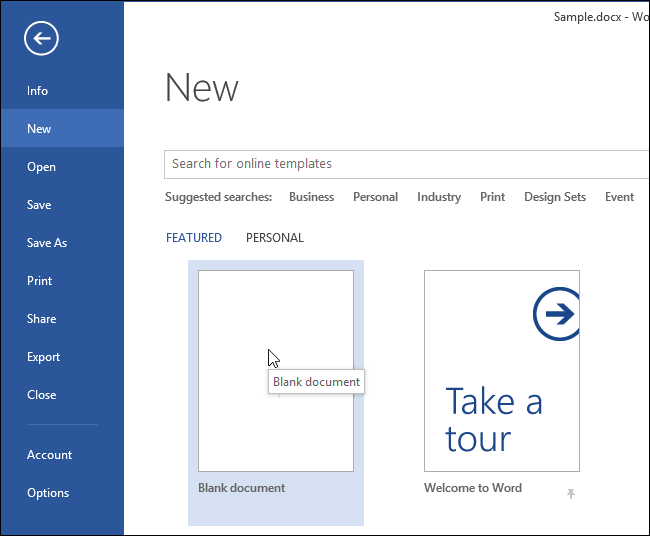 Sample.docx - Wo
Info
New
Open
Save
Save As
Print
Share
Export
Close
Account
Options
New
Search for online templates
Suggested searches: Business Personal Industry Print Design Sets Event
FEATURED PERSONAL
Blank document
Blank document
Take a
tour
Welcome to Word